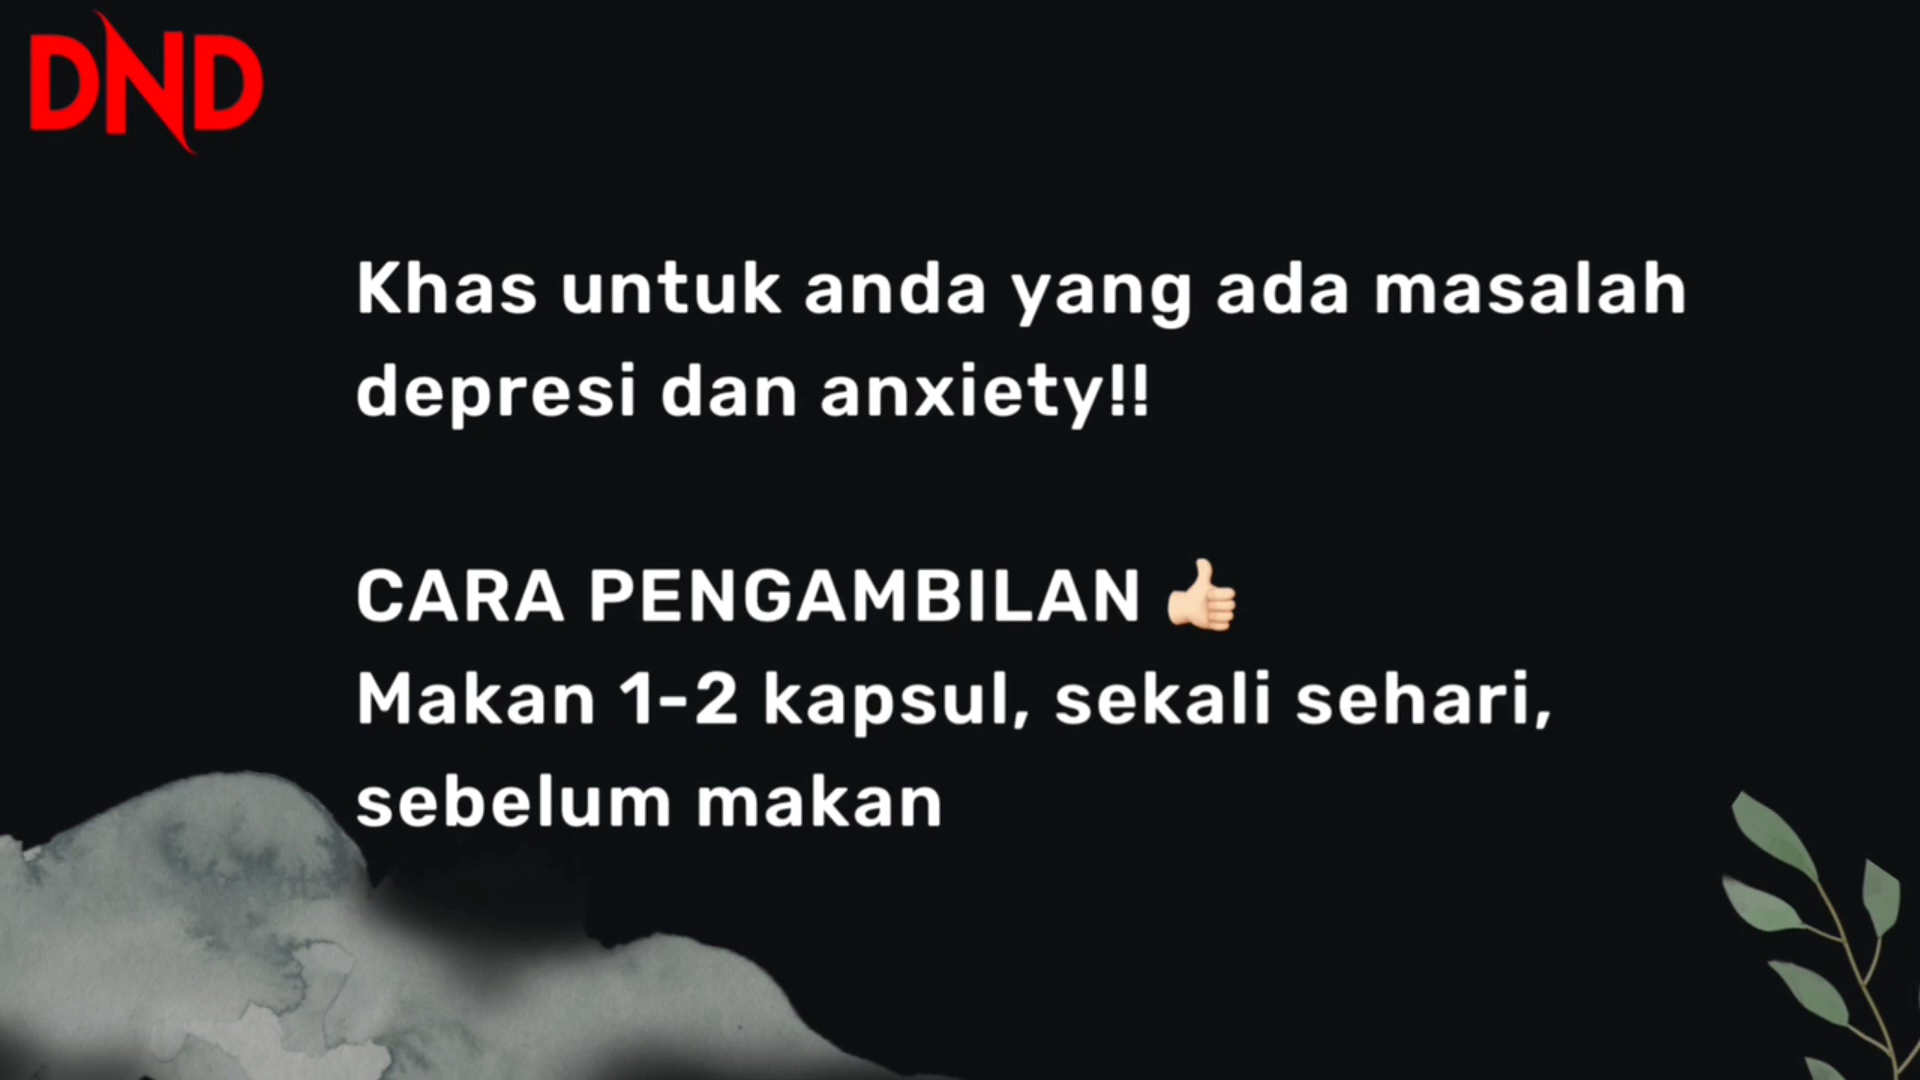 DND
Khas untuk anda yang ada masalah
depresi dan anxiety!!
CARA PENGAMBILAN 👍🏻
Makan 1-2 kapsul, sekali sehari,
sebelum makan